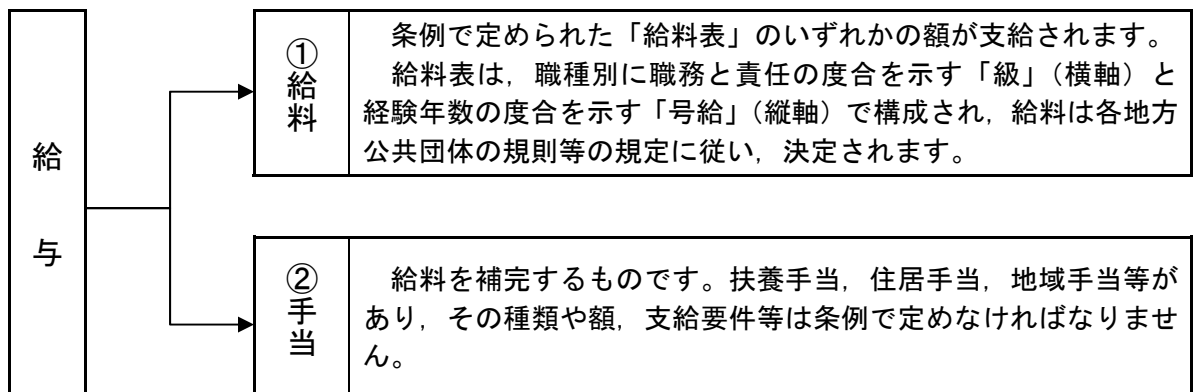 給与
①給料
　条例で定められた「給料表」のいずれかの額が支給されます。
　給料表は，職種別に職務と責任の度合を示す「級」（横軸）と
経験年数の度合を示す「号給」（縦軸）で構成され，給料は各地方
公共団体の規則等の規定に従い，決定されます。
②手当
　給料を補完するものです。扶養手当，住居手当，地域手当等が
あり，その種類や額，支給要件等は条例で定めなければなりませ
ん。